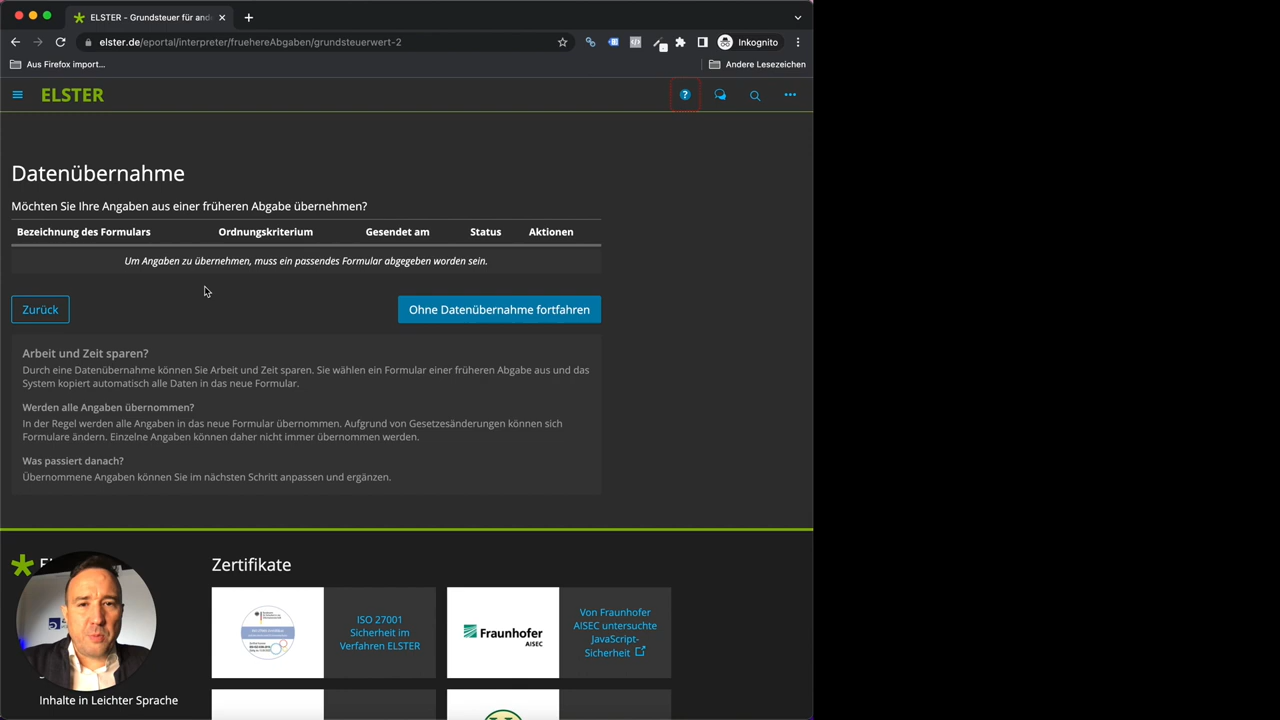 ELSTER - Grundsteuer für and
elster.de/eportal/interpreter/fruehereAbgaben/grundsteuerwert-2
Inkognito
Aus Firefox import...
Andere Lesezeichen
ELSTER
Datenübernahme
Möchten Sie Ihre Angaben aus einer früheren Abgabe übernehmen?
Bezeichnung des Formulars Ordnungskriterium Gesendet am Status Aktionen
Um Angaben zu übernehmen, muss ein passendes Formular abgegeben worden sein.
Zurück
Ohne Datenübernahme fortfahren
Arbeit und Zeit sparen?
Durch eine Datenübernahme können Sie Arbeit und Zeit sparen. Sie wählen ein Formular einer früheren Abgabe aus und das
System kopiert automatisch alle Daten in das neue Formular.
Werden alle Angaben übernommen?
In der Regel werden alle Angaben in das neue Formular übernommen. Aufgrund von Gesetzesänderungen können sich
Formulare ändern. Einzelne Angaben können daher nicht immer übernommen werden.
Was passiert danach?
Übernommene Angaben können Sie im nächsten Schritt anpassen und ergänzen.
Zertifikate
ISO 27001
Sicherheit im
Verfahren ELSTER
Fraunhofer
AISEC
Von Fraunhofer
AISEC untersuchte
JavaScript-
Sicherheit
Inhalte in Leichter Sprache